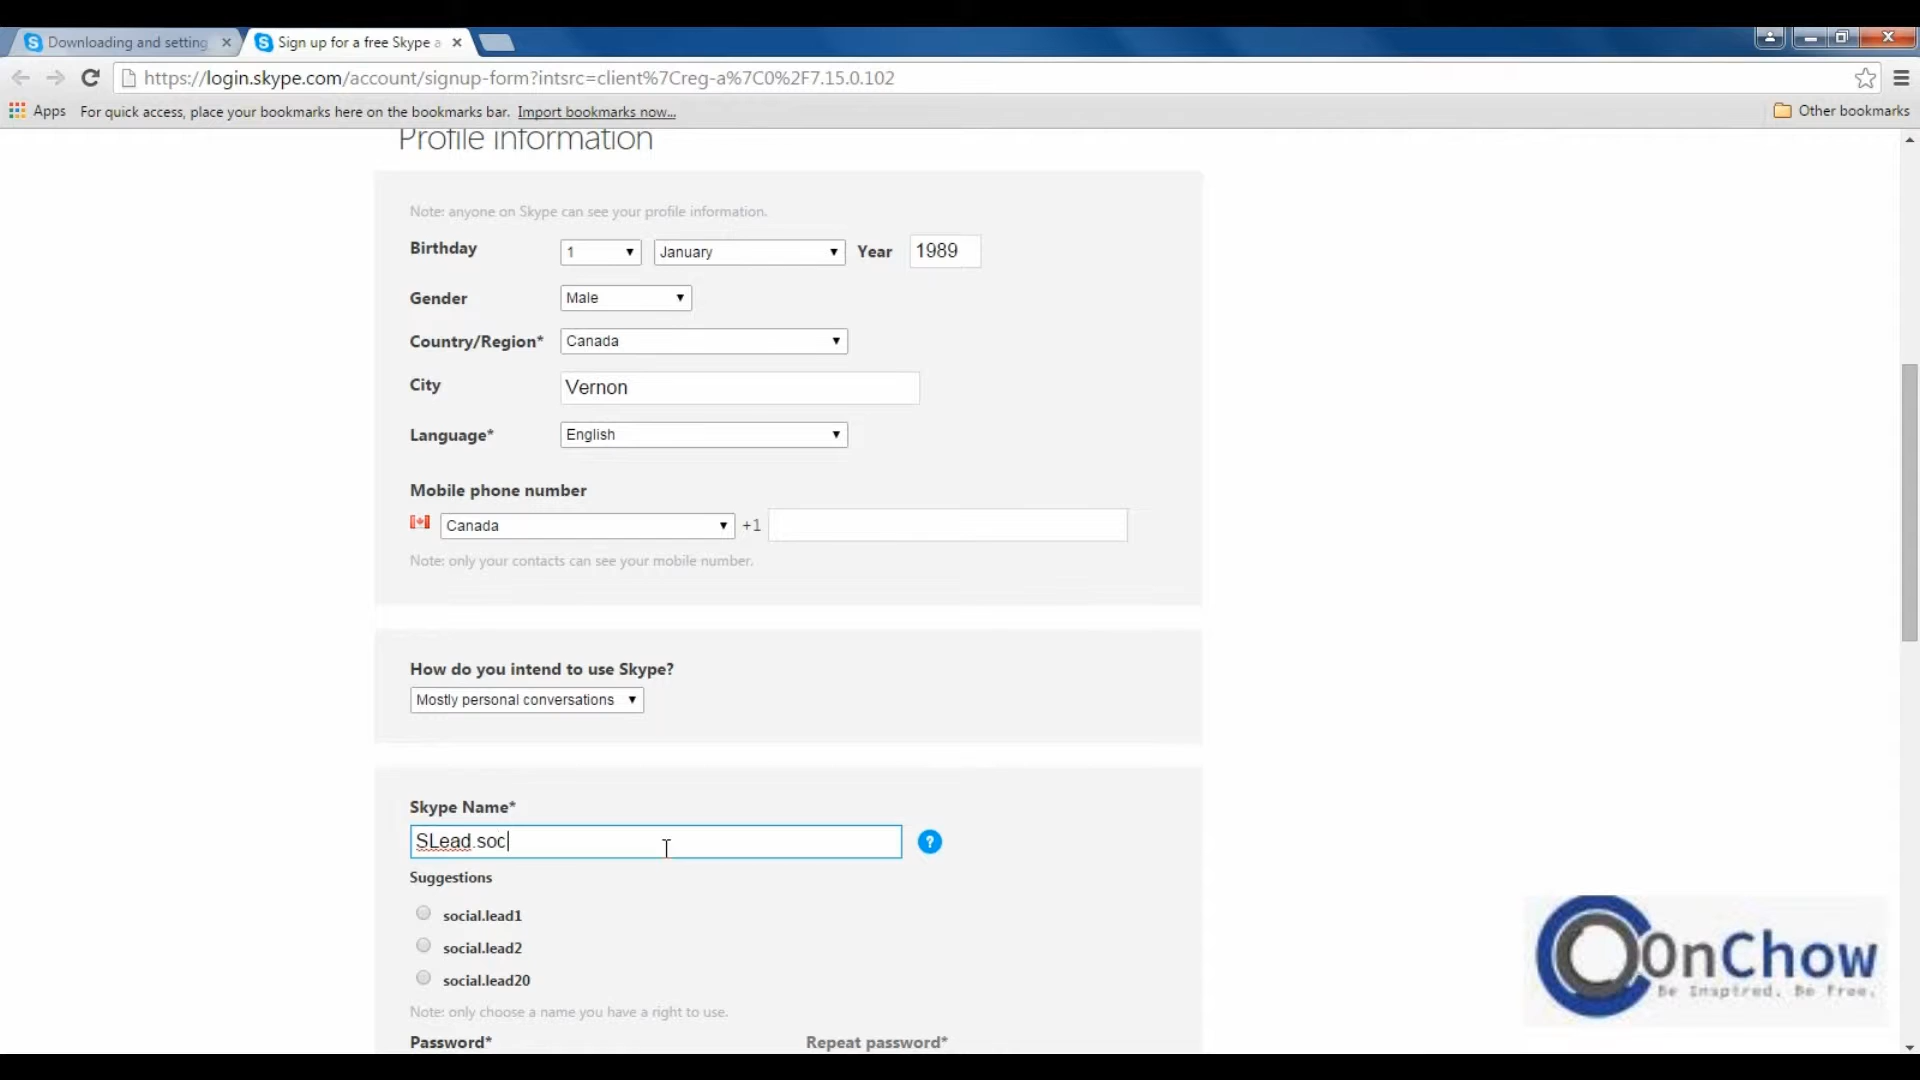 Downloading and setting
Sign up for a free Skype a
https://login.skype.com/account/signup-form?intsrc=client%7Creg-a%7C0%2F7.15.0.102
Apps For quick access, place your bookmarks here on the bookmarks bar. Import bookmarks now... Other bookmarks
Profile information
Note: anyone on Skype can see your profile information.
Birthday 1 January Year 1989
Gender Male
Country/Region* Canada
City Vernon
Language* English
Mobile phone number
Canada +1
Note: only your contacts can see your mobile number.
How do you intend to use Skype?
Mostly personal conversations
Skype Name*
SLead.soc
?
Suggestions
social.lead1
social.lead2
social.lead20
Note: only choose a name you have a right to use.
Password* Repeat password*
OnChow
Be Inspired. Be Free.